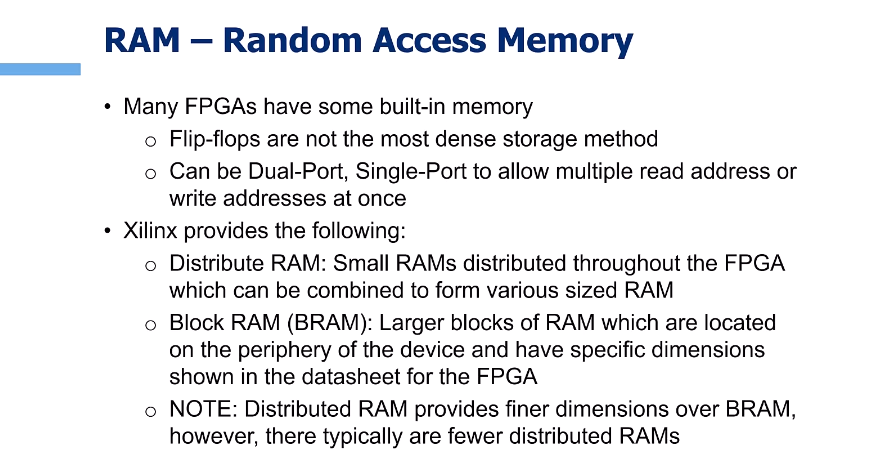 RAM – Random Access Memory
• Many FPGAs have some built-in memory
o Flip-flops are not the most dense storage method
o Can be Dual-Port, Single-Port to allow multiple read address or
write addresses at once
• Xilinx provides the following:
o Distribute RAM: Small RAMs distributed throughout the FPGA
which can be combined to form various sized RAM
o Block RAM (BRAM): Larger blocks of RAM which are located
on the periphery of the device and have specific dimensions
shown in the datasheet for the FPGA
o NOTE: Distributed RAM provides finer dimensions over BRAM,
however, there typically are fewer distributed RAMs